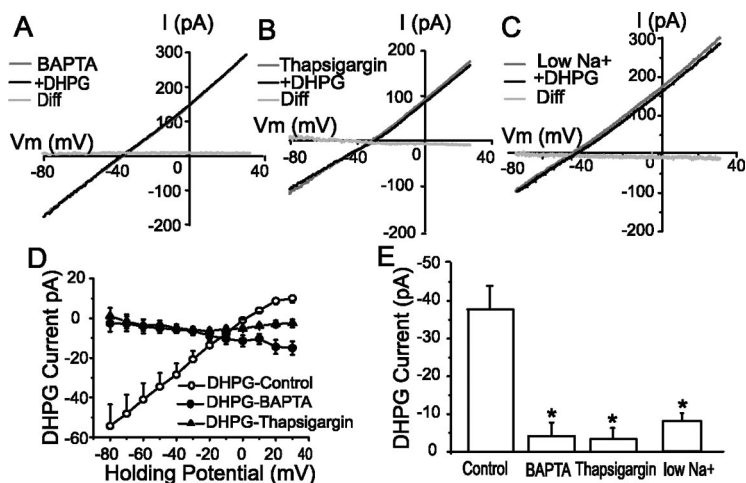 A
I (pA)
BAPTA
+DHPG
Diff
Vm (mV)
300
200
100
-100
-200
-80
-40
0
40
B
I (pA)
Thapsigargin
+DHPG
Diff
Vm (mV)
200
100
-100
-200
-80
-40
0
40
C
I (pA)
Low Na+
+DHPG
Diff
Vm (mV)
300
200
100
-100
-200
-80
-40
0
40
D
DHPG Current pA
20
0
-20
-40
-60
DHPG-Control
DHPG-BAPTA
DHPG-Thapsigargin
-80 -60 -40 -20 0 20 40
Holding Potential (mV)
E
DHPG Current (pA)
-50
-40
-30
-20
-10
0
* * *
Control BAPTA Thapsigargin low Na+